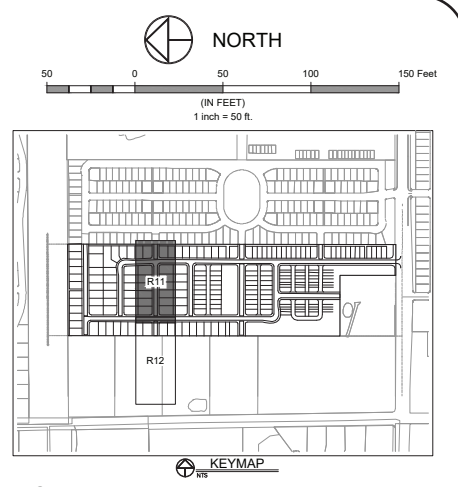 NORTH
50 0 50 100 150 Feet
(IN FEET)
1 inch = 50 ft.
R11
R12
KEYMAP
NTS